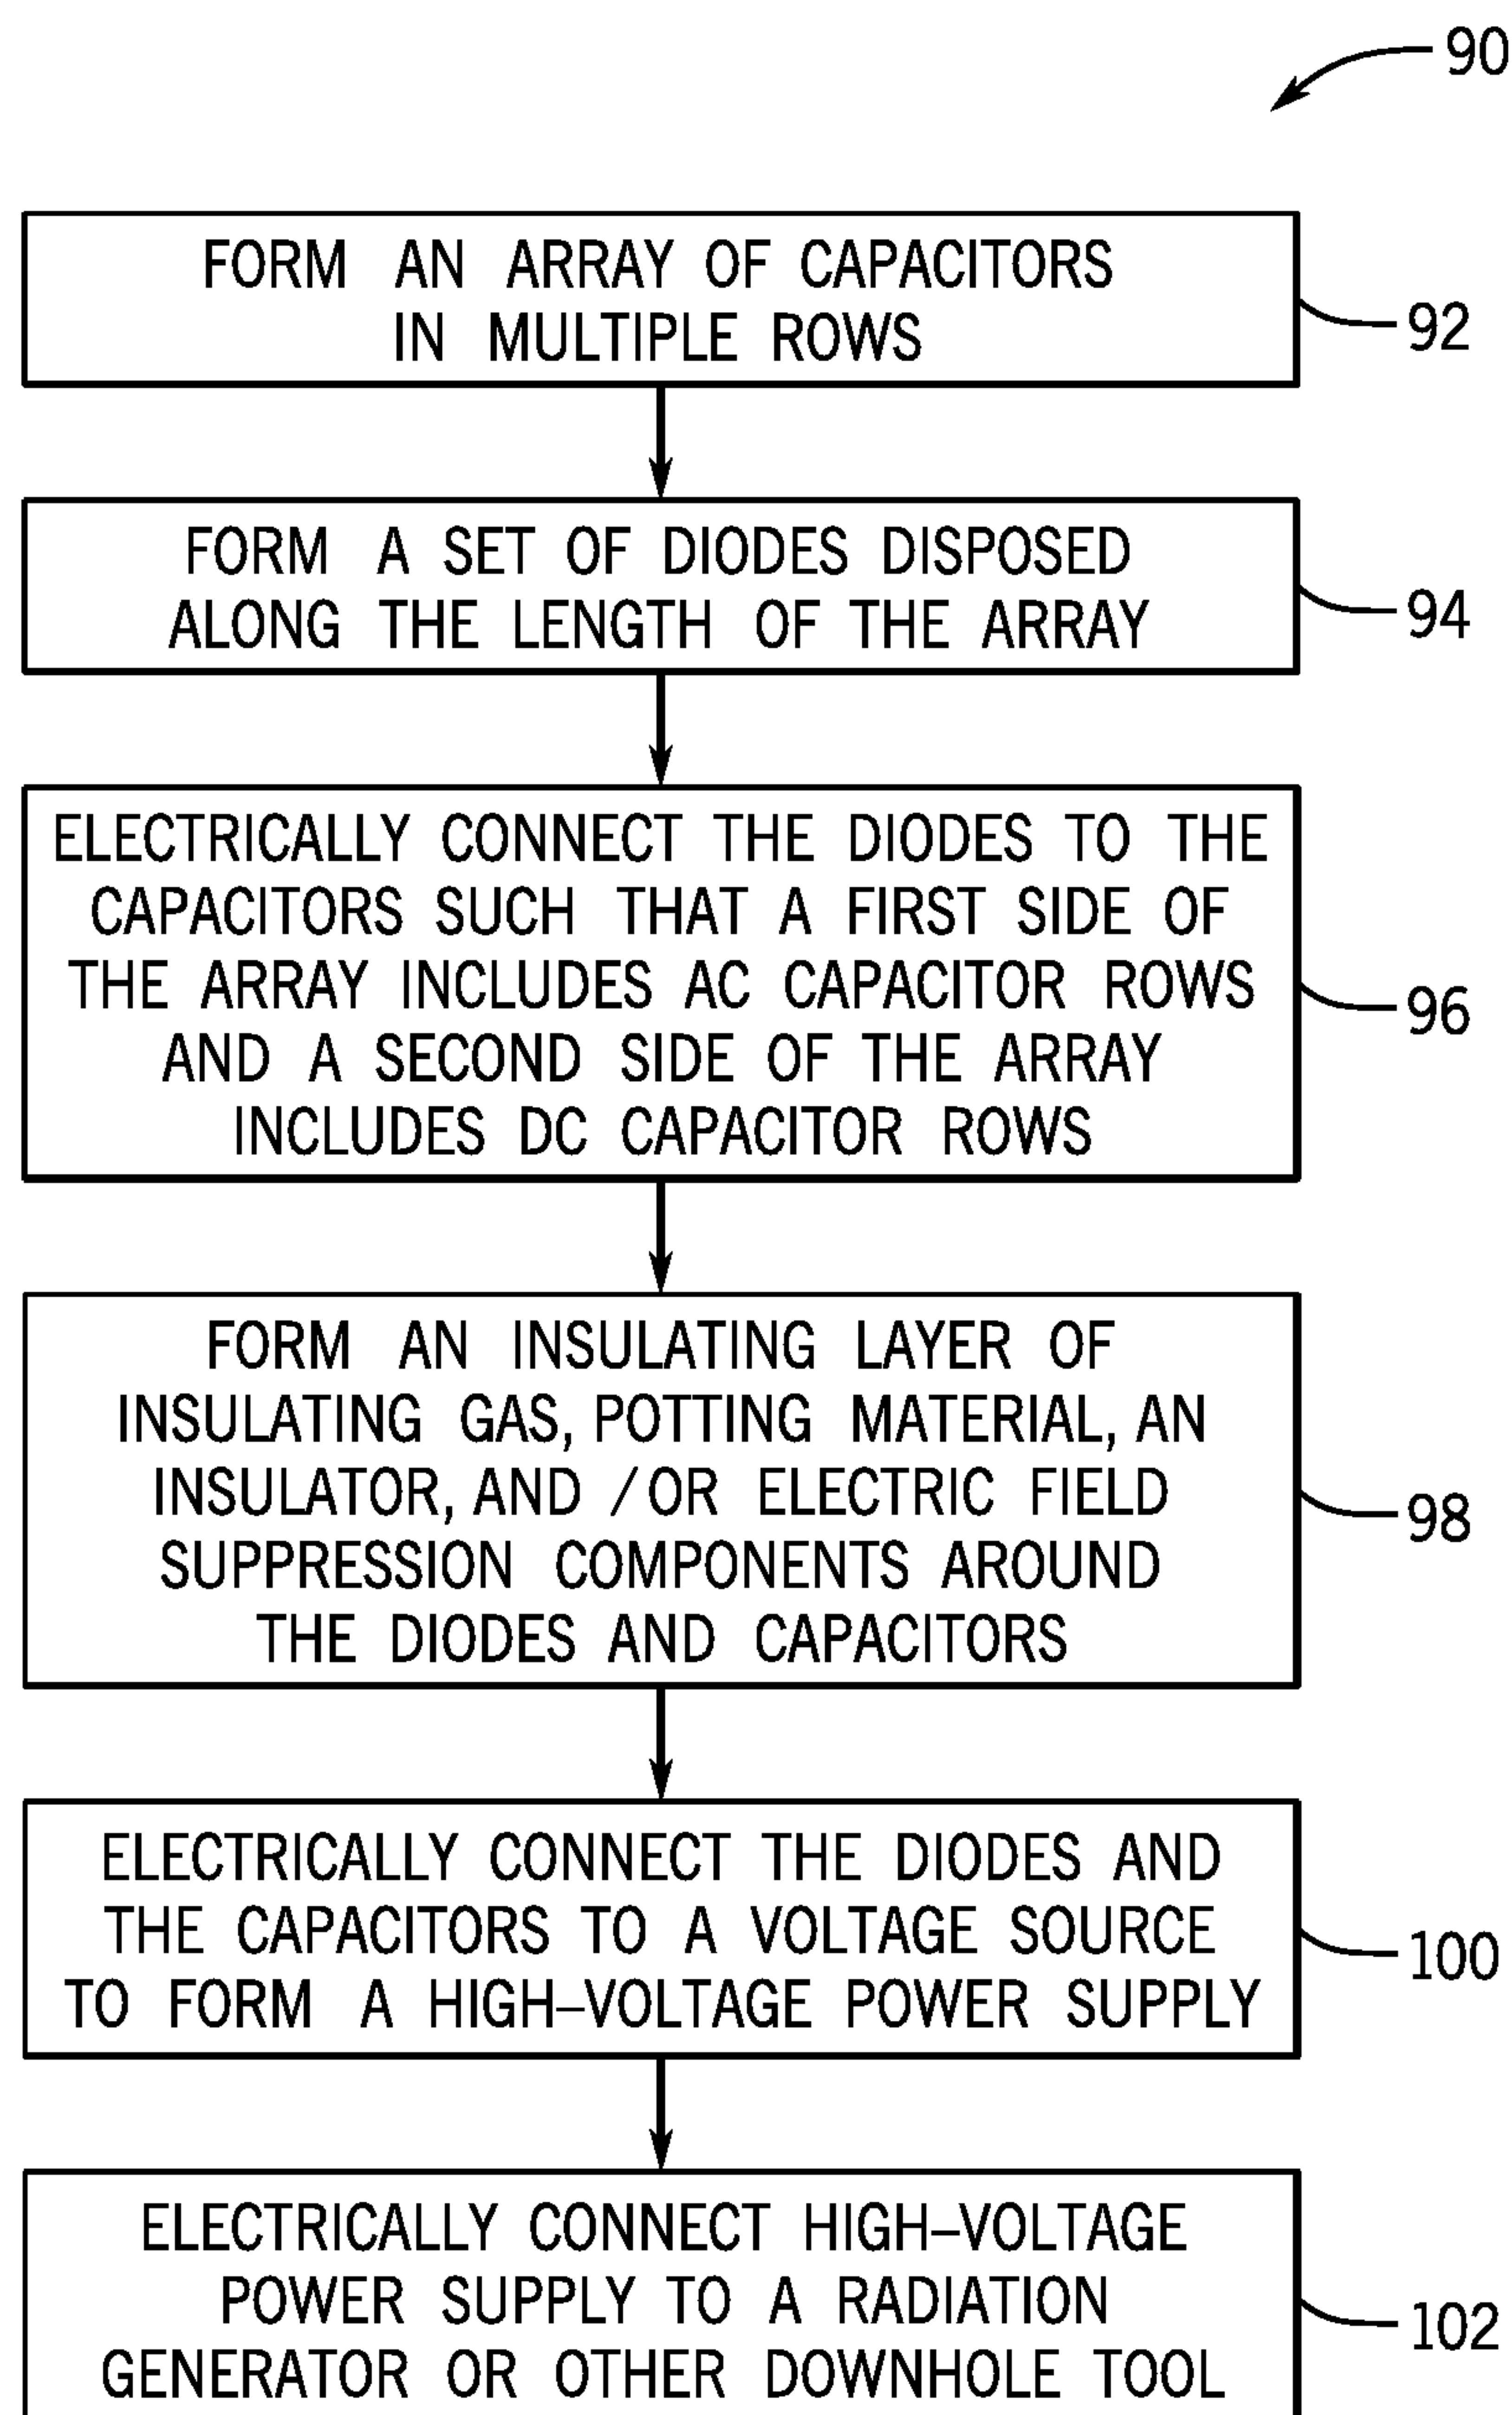 90
FORM AN ARRAY OF CAPACITORS
IN MULTIPLE ROWS
92
FORM A SET OF DIODES DISPOSED
ALONG THE LENGTH OF THE ARRAY
94
ELECTRICALLY CONNECT THE DIODES TO THE
CAPACITORS SUCH THAT A FIRST SIDE OF
THE ARRAY INCLUDES AC CAPACITOR ROWS
AND A SECOND SIDE OF THE ARRAY
INCLUDES DC CAPACITOR ROWS
96
FORM AN INSULATING LAYER OF
INSULATING GAS, POTTING MATERIAL, AN
INSULATOR, AND /OR ELECTRIC FIELD
SUPPRESSION COMPONENTS AROUND
THE DIODES AND CAPACITORS
98
ELECTRICALLY CONNECT THE DIODES AND
THE CAPACITORS TO A VOLTAGE SOURCE
TO FORM A HIGH–VOLTAGE POWER SUPPLY
100
ELECTRICALLY CONNECT HIGH–VOLTAGE
POWER SUPPLY TO A RADIATION
GENERATOR OR OTHER DOWNHOLE TOOL
102